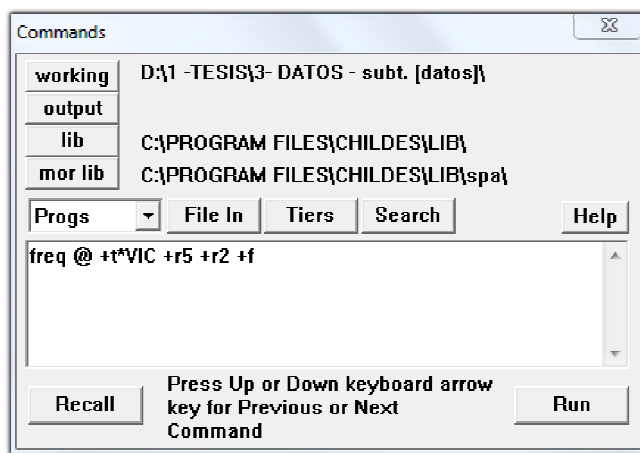 Commands
working D:\1 -TESIS\3- DATOS - subt. [datos]\
output
lib C:\PROGRAM FILES\CHILDES\LIB\
mor lib C:\PROGRAM FILES\CHILDES\LIB\spa\
Progs File In Tiers Search Help
freq @ +t*VIC +r5 +r2 +f
Recall Press Up or Down keyboard arrow
key for Previous or Next Run
Command